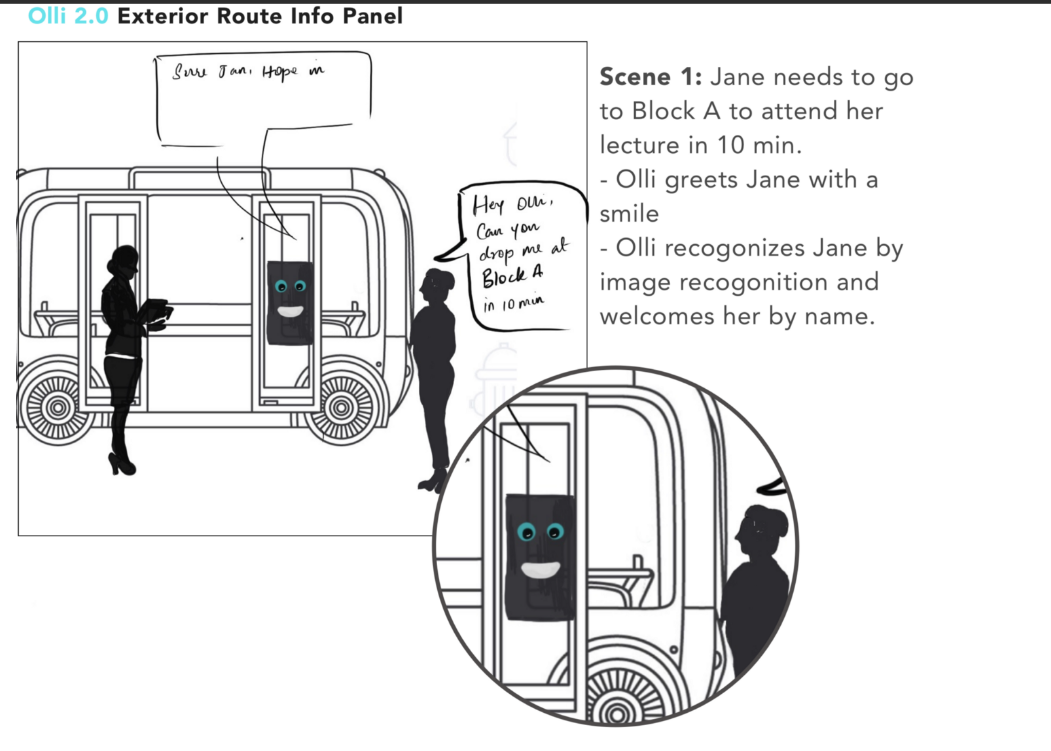 Olli 2.0 Exterior Route Info Panel
Sure Jan, Hope in
Hey Olli,
Can you
drop me at
Block A
in 10 min
Scene 1: Jane needs to go
to Block A to attend her
lecture in 10 min.
- Olli greets Jane with a
smile
- Olli recogonizes Jane by
image recogonition and
welcomes her by name.